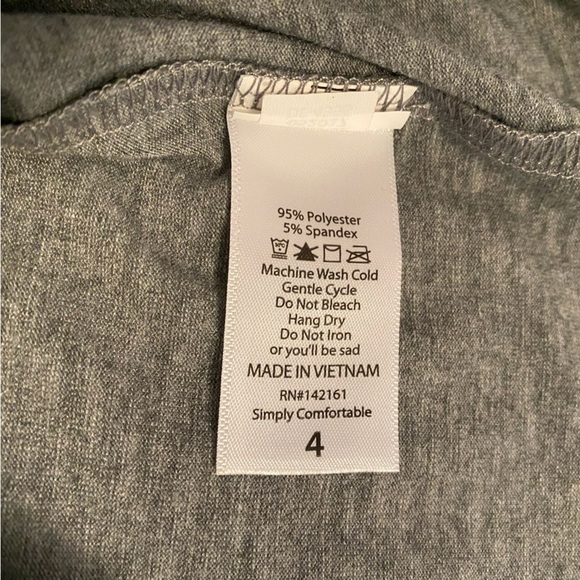 95% Polyester
5% Spandex
Machine Wash Cold
Gentle Cycle
Do Not Bleach
Hang Dry
Do Not Iron
or you'll be sad
MADE IN VIETNAM
RN#142161
Simply Comfortable
4